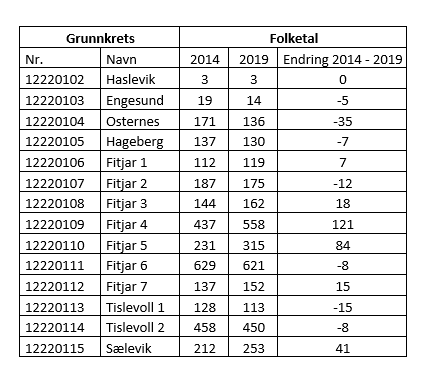 Grunnkrets Folketal
Nr. Navn 2014 2019 Endring 2014 - 2019
12220102 Haslevik 3 3 0
12220103 Engesund 19 14 -5
12220104 Osternes 171 136 -35
12220105 Hageberg 137 130 -7
12220106 Fitjar 1 112 119 7
12220107 Fitjar 2 187 175 -12
12220108 Fitjar 3 144 162 18
12220109 Fitjar 4 437 558 121
12220110 Fitjar 5 231 315 84
12220111 Fitjar 6 629 621 -8
12220112 Fitjar 7 137 152 15
12220113 Tislevoll 1 128 113 -15
12220114 Tislevoll 2 458 450 -8
12220115 Sælevik 212 253 41